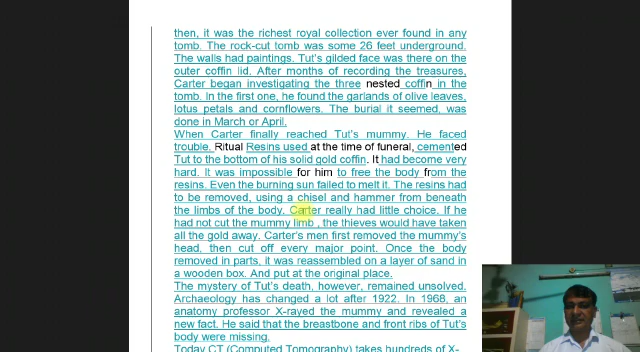 then, it was the richest royal collection ever found in any
tomb. The rock-cut tomb was some 26 feet underground.
The walls had paintings. Tut's gilded face was there on the
outer coffin lid. After months of recording the treasures,
Carter began investigating the three nested coffin in the
tomb. In the first one, he found the garlands of olive leaves,
lotus petals and cornflowers. The burial it seemed, was
done in March or April.
When Carter finally reached Tut's mummy. He faced
trouble. Ritual Resins used at the time of funeral, cemented
Tut to the bottom of his solid gold coffin. It had become very
hard. It was impossible for him to free the body from the
resins. Even the burning sun failed to melt it. The resins had
to be removed, using a chisel and hammer from beneath
the limbs of the body. Carter really had little choice. If he
had not cut the mummy limb , the thieves would have taken
all the gold away. Carter's men first removed the mummy's
head, then cut off every major point. Once the body
removed in parts, it was reassembled on a layer of sand in
a wooden box. And put at the original place.
The mystery of Tut's death, however, remained unsolved.
Archaeology has changed a lot after 1922. In 1968, an
anatomy professor X-rayed the mummy and revealed a
new fact. He said that the breastbone and front ribs of Tut's
body were missing.
Today CT (Computed Tomography) takes hundreds of X-